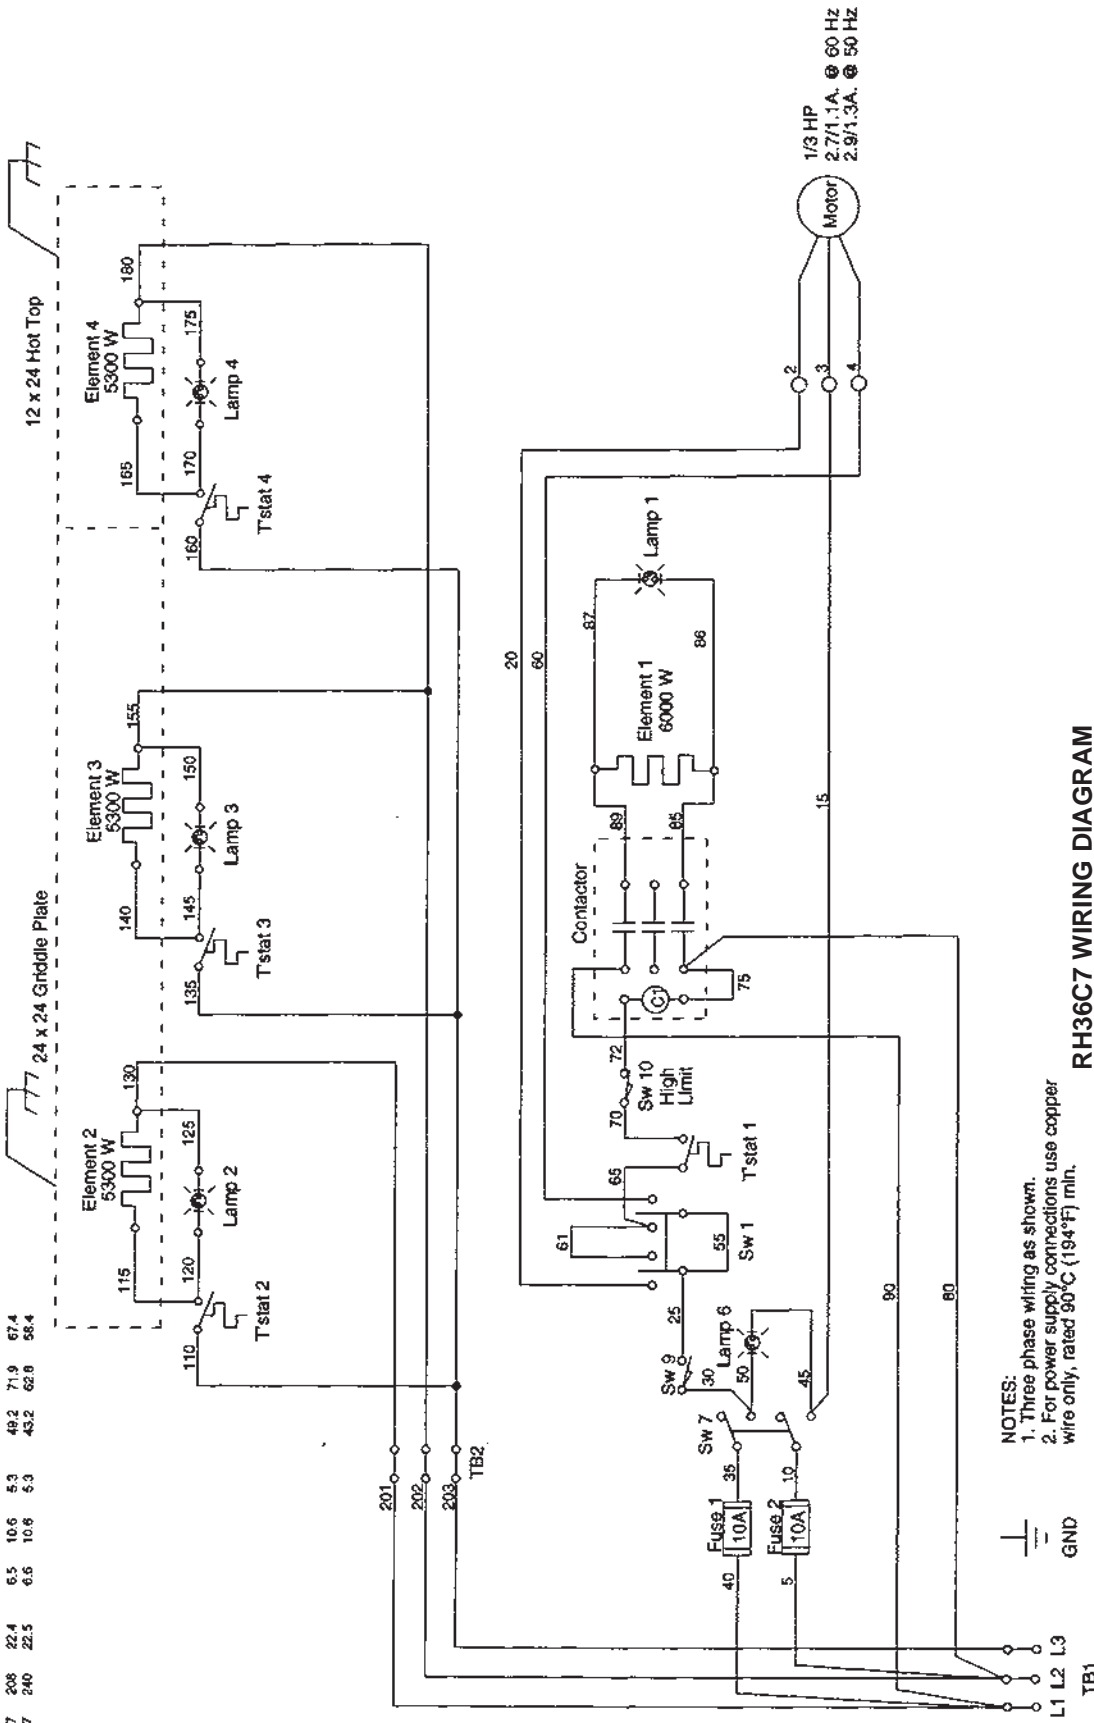 208 22.4 6.5 10.6 5.3 49.2 71.9 67.4
240 22.5 6.6 10.6 5.3 43.2 62.8 58.4
24 x 24 Griddle Plate
12 x 24 Hot Top
Element 2
5300 W
115
130
125
120
Lamp 2
110
T'stat 2
Element 3
5300 W
140
155
150
145
Lamp 3
135
T'stat 3
Element 4
5300 W
165
180
175
170
Lamp 4
160
T'stat 4
201
202
203
TB2
20
60
Contactor
89
85
87
86
Element 1
6000 W
Lamp 1
C1
75
72
Sw 10
High
Limit
70
T'stat 1
65
61
55
Sw 1
25
Sw 9
30
Lamp 6
50
45
Sw 7
35
10
Fuse 1
10A
Fuse 2
10A
40
5
15
90
80
2
3
4
Motor
1/3 HP
2.7/1.1A. @ 60 Hz
2.9/1.3A. @ 50 Hz
L1 L2 L3
TB1
GND
NOTES:
1. Three phase wiring as shown.
2. For power supply connections use copper
wire only, rated 90°C (194°F) min.
RH36C7 WIRING DIAGRAM